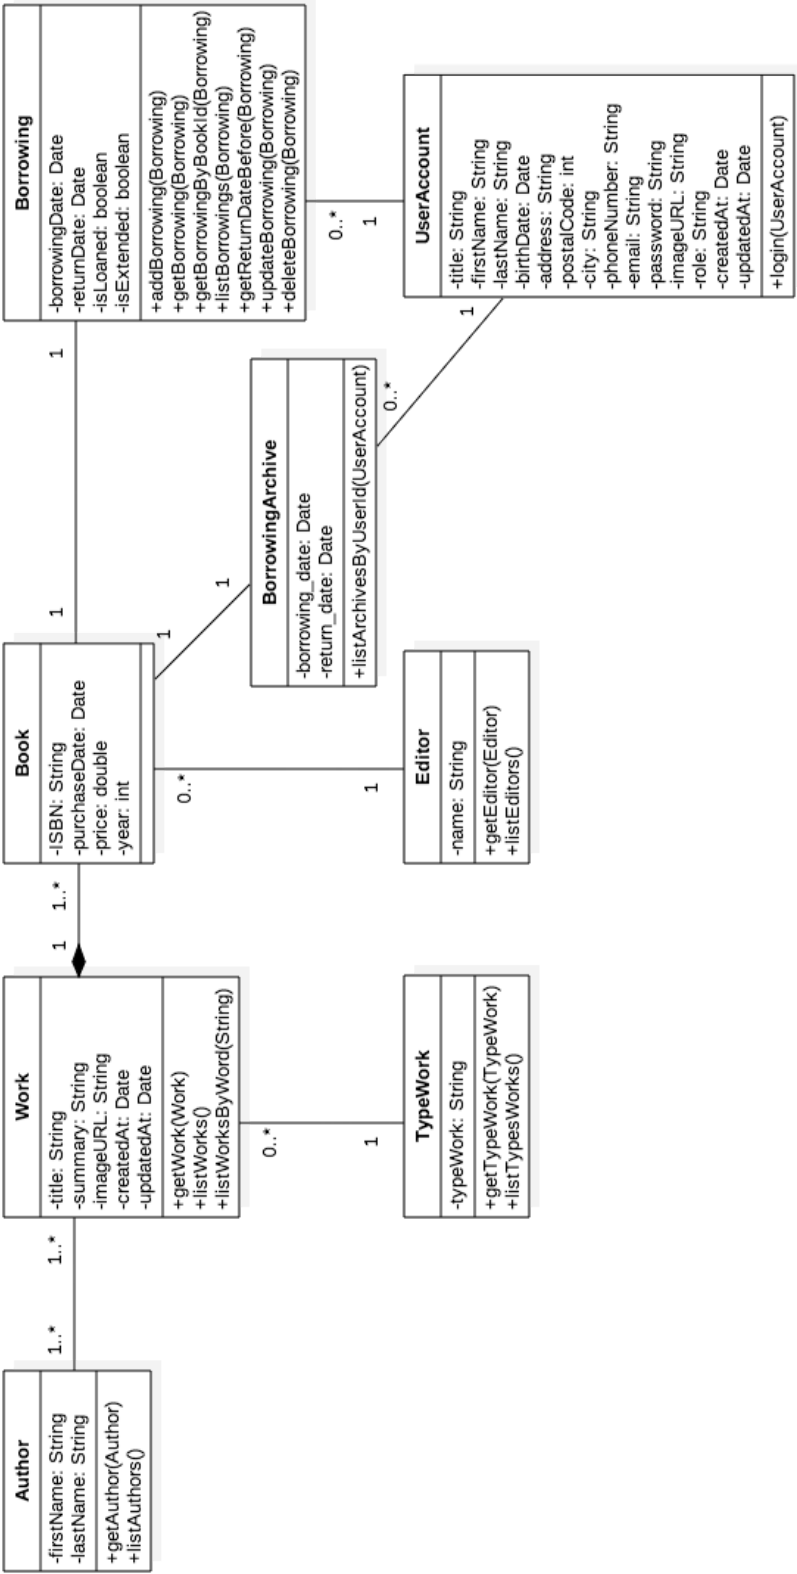 Author
-firstName: String
-lastName: String
+getAuthor(Author)
+listAuthors()
1..*
1..*
Work
-title: String
-summary: String
-imageURL: String
-createdAt: Date
-updatedAt: Date
+getWork(Work)
+listWorks()
+listWorksByWord(String)
1
1..*
Book
-ISBN: String
-purchaseDate: Date
-price: double
-year: int
1
1
Borrowing
-borrowingDate: Date
-returnDate: Date
-isLoaned: boolean
-isExtended: boolean
+addBorrowing(Borrowing)
+getBorrowing(Borrowing)
+getBorrowingByBookId(Borrowing)
+listBorrowings(Borrowing)
+getReturnDateBefore(Borrowing)
+updateBorrowing(Borrowing)
+deleteBorrowing(Borrowing)
0..*
1
0..*
1
1
1
BorrowingArchive
-borrowing_date: Date
-return_date: Date
+listArchivesByUserId(UserAccount)
0..*
1
0..*
1
TypeWork
-typeWork: String
+getTypeWork(TypeWork)
+listTypesWorks()
Editor
-name: String
+getEditor(Editor)
+listEditors()
UserAccount
-title: String
-firstName: String
-lastName: String
-birthDate: Date
-address: String
-postalCode: int
-city: String
-phoneNumber: String
-email: String
-password: String
-imageURL: String
-role: String
-createdAt: Date
-updatedAt: Date
+login(UserAccount)